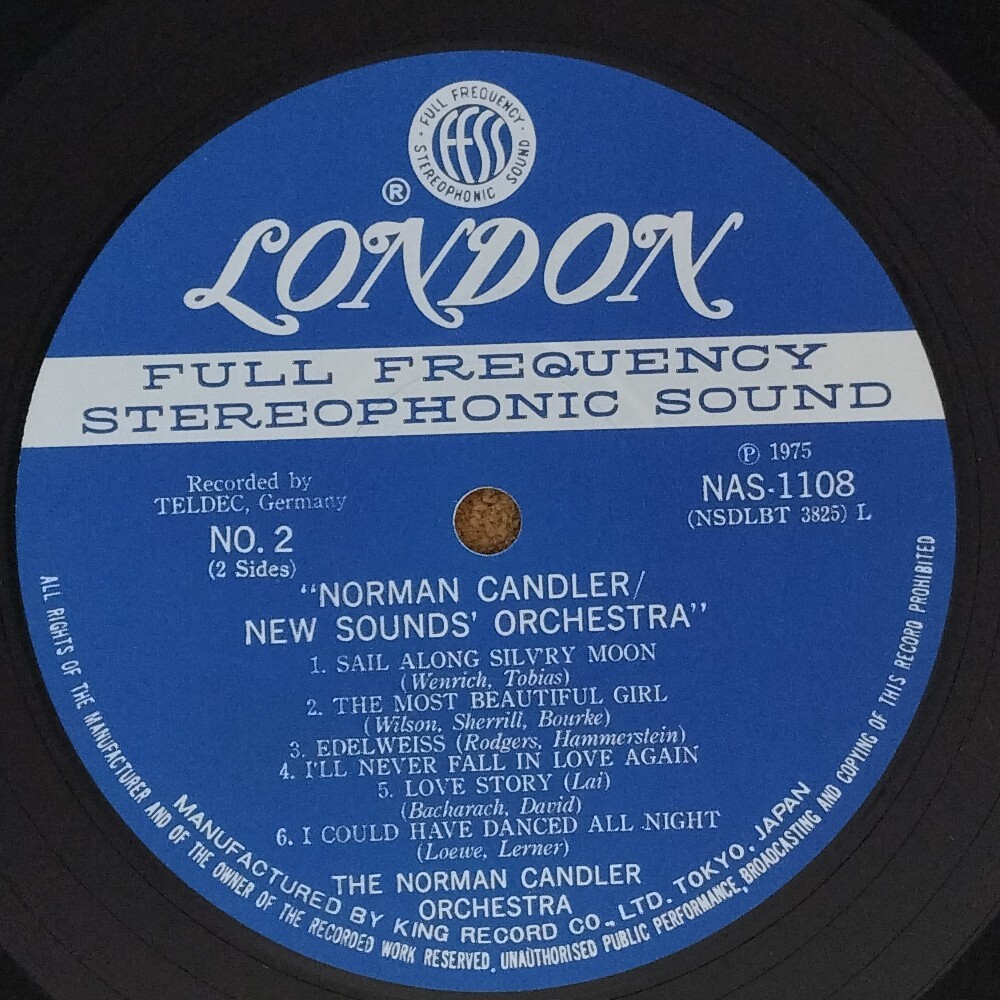 FULL FREQUENCY
STEREOPHONIC SOUND
FFSS
®
LONDON
FULL FREQUENCY
STEREOPHONIC SOUND
Recorded by
TELDEC, Germany
NO. 2
(2 Sides)
Ⓟ 1975
NAS-1108
(NSDLBT 3825) L
“NORMAN CANDLER/
NEW SOUNDS' ORCHESTRA”
1. SAIL ALONG SILV'RY MOON
(Wenrich, Tobias)
2. THE MOST BEAUTIFUL GIRL
(Wilson, Sherrill, Bourke)
3. EDELWEISS (Rodgers, Hammerstein)
4. I'LL NEVER FALL IN LOVE AGAIN
5. LOVE STORY (Lai)
(Bacharach, David)
6. I COULD HAVE DANCED ALL NIGHT
(Loewe, Lerner)
THE NORMAN CANDLER
ORCHESTRA
MANUFACTURED BY KING RECORD CO., LTD. TOKYO, JAPAN
ALL RIGHTS OF THE MANUFACTURER AND OF THE OWNER OF THE RECORDED WORK RESERVED. UNAUTHORISED PUBLIC PERFORMANCE, BROADCASTING AND COPYING OF THIS RECORD PROHIBITED